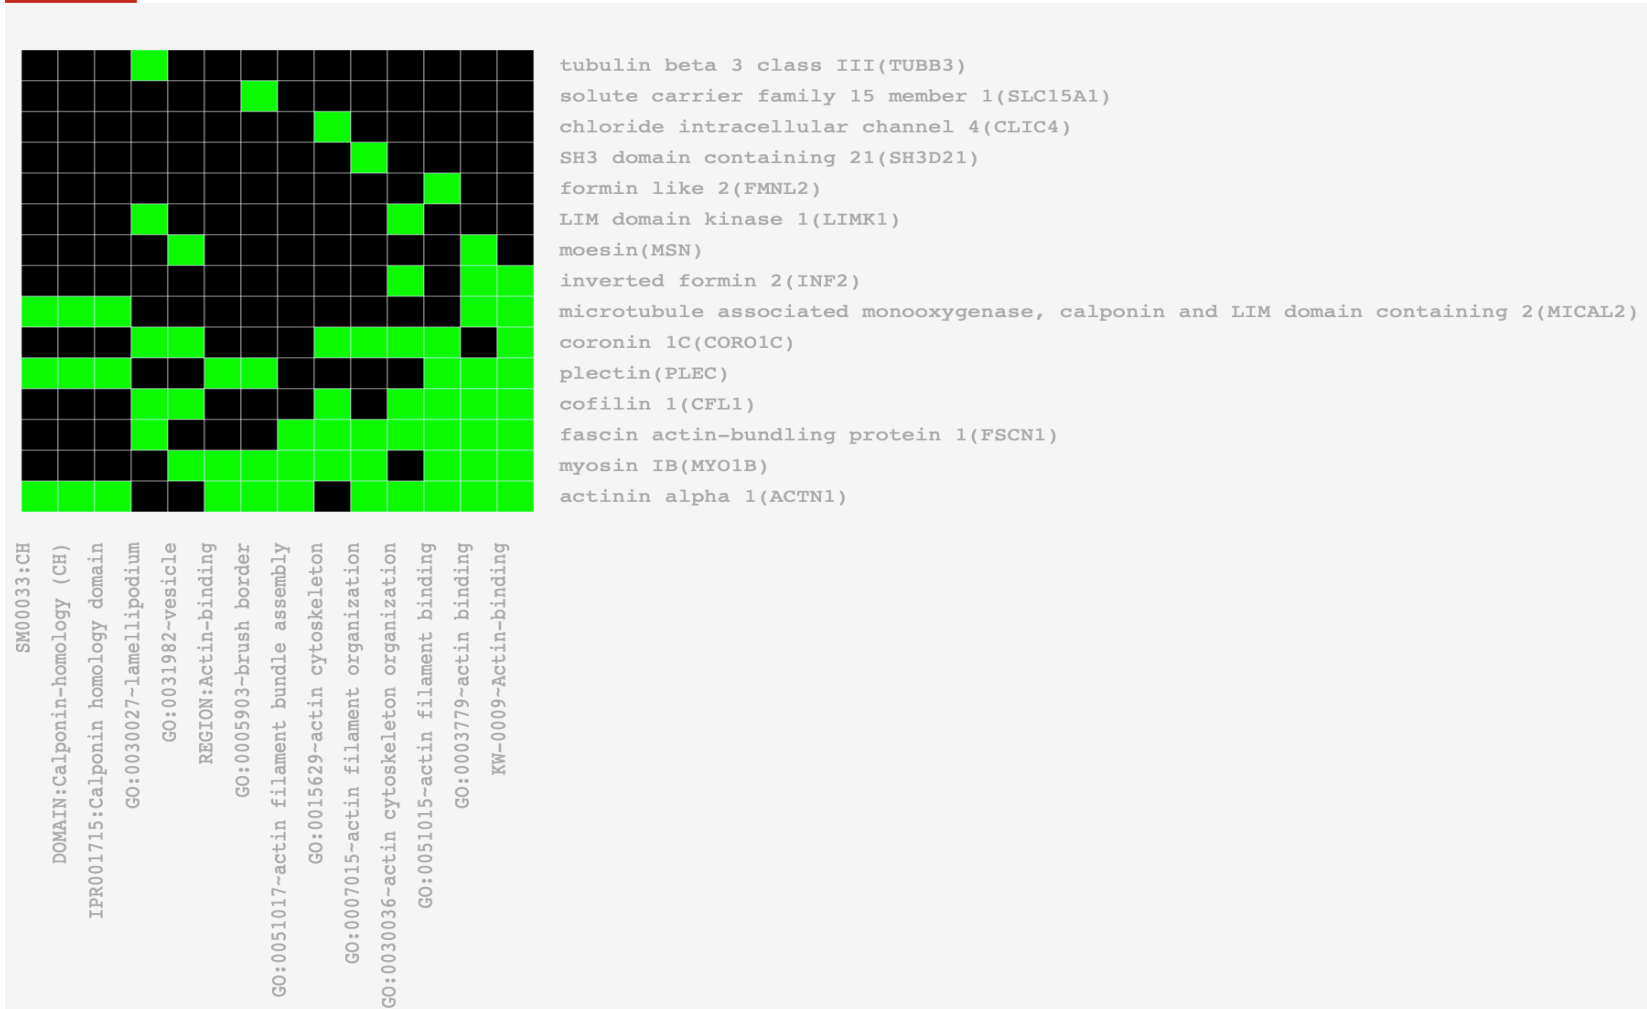 tubulin beta 3 class III(TUBB3)
solute carrier family 15 member 1(SLC15A1)
chloride intracellular channel 4(CLIC4)
SH3 domain containing 21(SH3D21)
formin like 2(FMNL2)
LIM domain kinase 1(LIMK1)
moesin(MSN)
inverted formin 2(INF2)
microtubule associated monooxygenase, calponin and LIM domain containing 2(MICAL2)
coronin 1C(CORO1C)
plectin(PLEC)
cofilin 1(CFL1)
fascin actin-bundling protein 1(FSCN1)
myosin IB(MYO1B)
actinin alpha 1(ACTN1)
SM00033:CH
DOMAIN:Calponin-homology (CH)
IPR001715:Calponin homology domain
GO:0030027~lamellipodium
GO:0031982~vesicle
REGION:Actin-binding
GO:0005903~brush border
GO:0051017~actin filament bundle assembly
GO:0015629~actin cytoskeleton
GO:0007015~actin filament organization
GO:0030036~actin cytoskeleton organization
GO:0051015~actin filament binding
GO:0003779~actin binding
KW-0009~Actin-binding